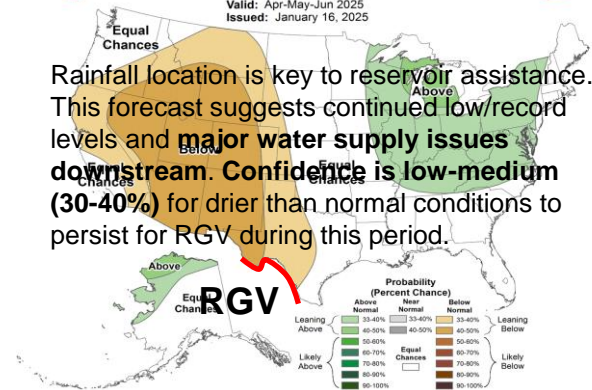 Valid: Apr-May-Jun 2025
Issued: January 16, 2025
Equal
Chances
Rainfall location is key to reservoir assistance.
Above
This forecast suggests continued low/record
levels and major water supply issues
Below
downstream. Confidence is low-medium
Equal
Chances
Equal
Chances
(30-40%) for drier than normal conditions to
persist for RGV during this period.
Above
Equal
Chances
RGV
Probability
(Percent Chance)
Above Normal
Near Normal
Below Normal
Leaning Above
33-40%
33-40%
33-40%
Leaning Below
40-50%
40-50%
40-50%
Likely Above
50-60%
50-60%
Likely Below
60-70%
Equal Chances
60-70%
70-80%
70-80%
80-90%
80-90%
90-100%
90-100%